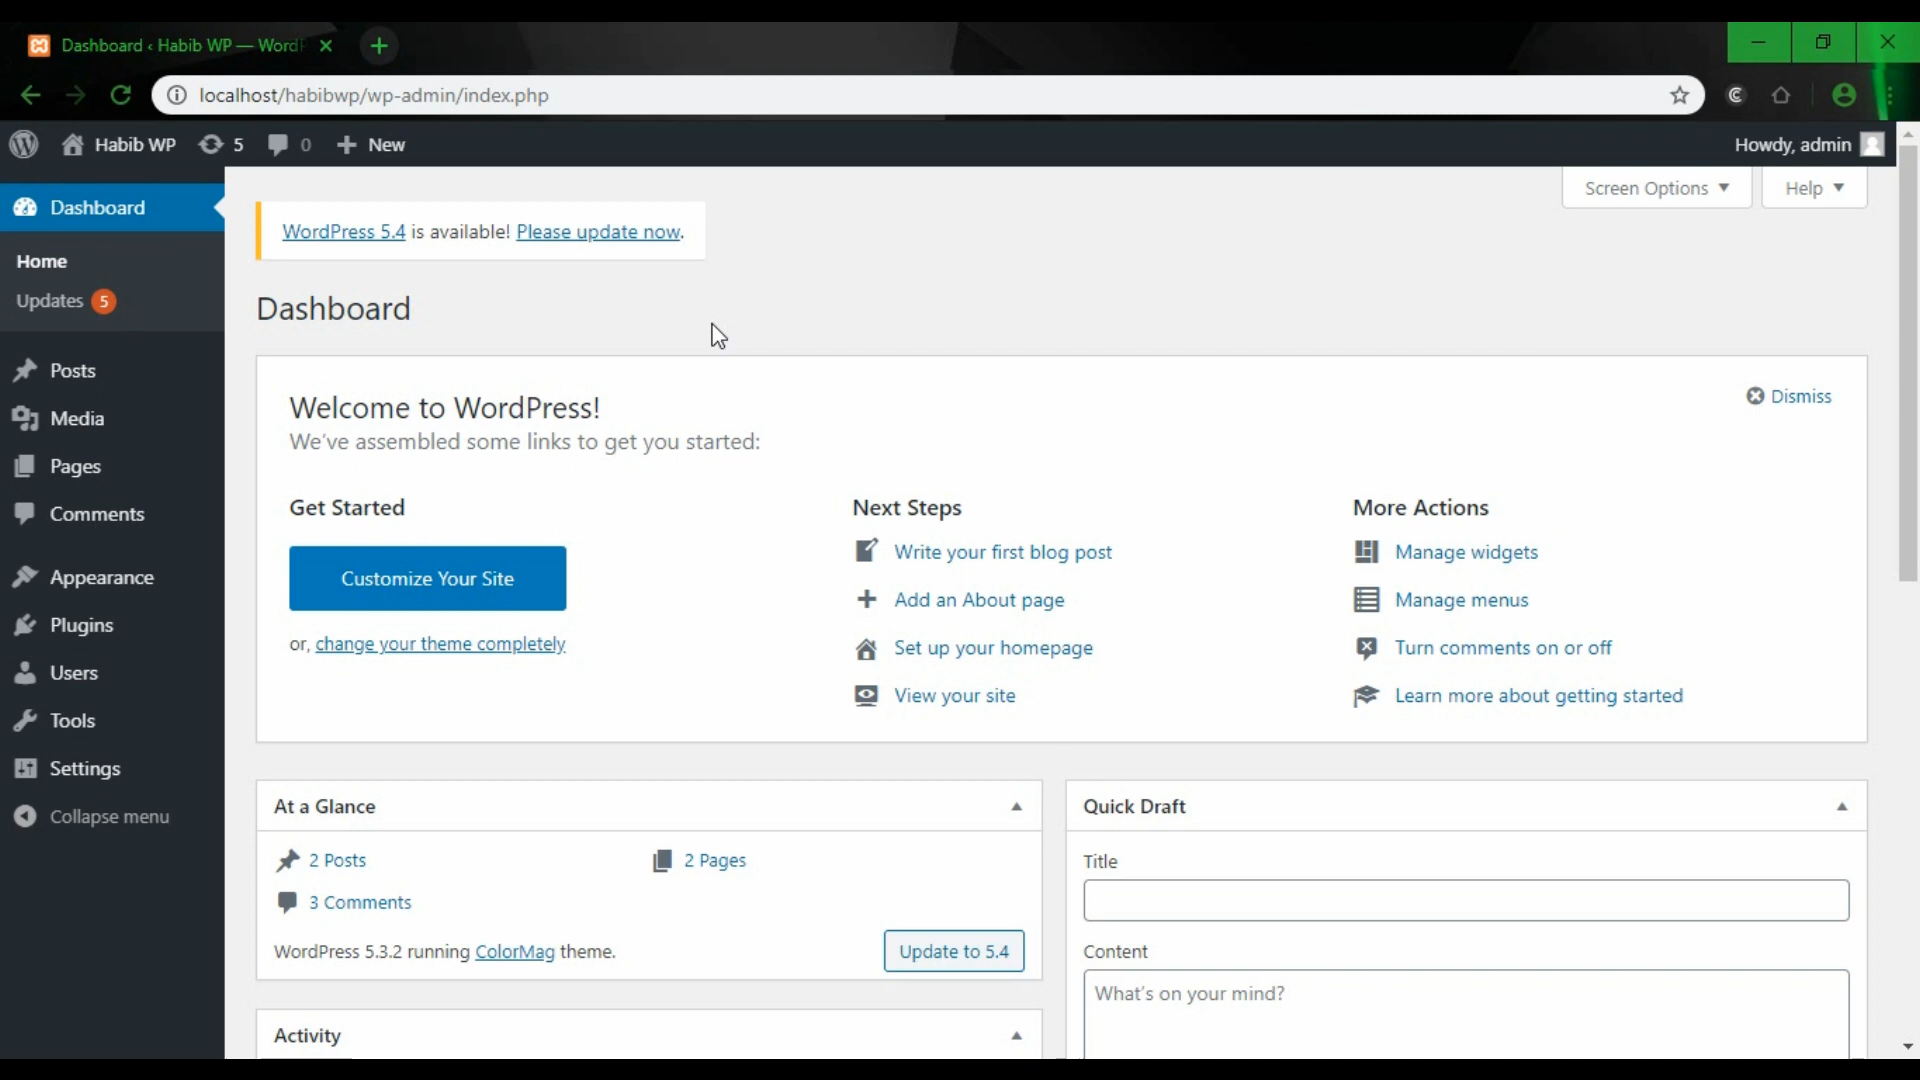 Dashboard ‹ Habib WP — WordP
localhost/habibwp/wp-admin/index.php
Habib WP 5 0 New Howdy, admin
Screen Options Help
Dashboard
Home
Updates 5
Posts
Media
Pages
Comments
Appearance
Plugins
Users
Tools
Settings
Collapse menu
WordPress 5.4 is available! Please update now.
Dashboard
Welcome to WordPress!
Dismiss
We've assembled some links to get you started:
Get Started
Customize Your Site
or, change your theme completely
Next Steps
Write your first blog post
Add an About page
Set up your homepage
View your site
More Actions
Manage widgets
Manage menus
Turn comments on or off
Learn more about getting started
At a Glance
2 Posts 2 Pages
3 Comments
WordPress 5.3.2 running ColorMag theme.
Update to 5.4
Activity
Quick Draft
Title
Content
What's on your mind?